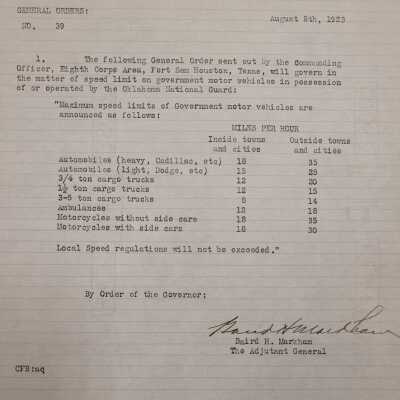 GENERAL ORDERS:
August 8th, 1923
NO. 39
1. The following General Order sent out by the Commanding
Officer, Eighth Corps Area, Fort Sam Houston, Texas, will govern in
the matter of speed limit on government motor vehicles in possession
of or operated by the Oklahoma National Guard:
"Maximum speed limits of Government motor vehicles are
announced as follows:
MILES PER HOUR
Inside towns Outside towns
and cities and cities
Automobiles (heavy, Cadillac, etc) 18 35
Automobiles (light, Dodge, etc) 15 25
3/4 ton cargo trucks 12 20
1½ ton cargo trucks 12 15
3-5 ton cargo trucks 8 14
Ambulances 12 18
Motorcycles without side care 18 35
Motorcycles with side cars 18 30
Local Speed regulations will not be exceeded."
By Order of the Governor:
Baird H Markham
Baird H. Markham
The Adjutant General
CFB:aq